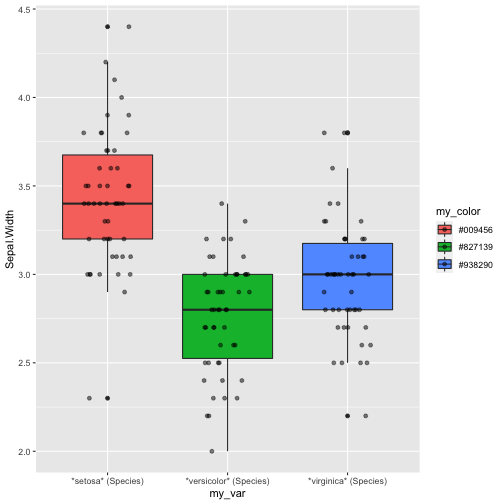 4.5
4.0
3.5
3.0
2.5
2.0
Sepal.Width
*setosa* (Species)
*versicolor* (Species)
*virginica* (Species)
my_var
my_color
#009456
#827139
#938290